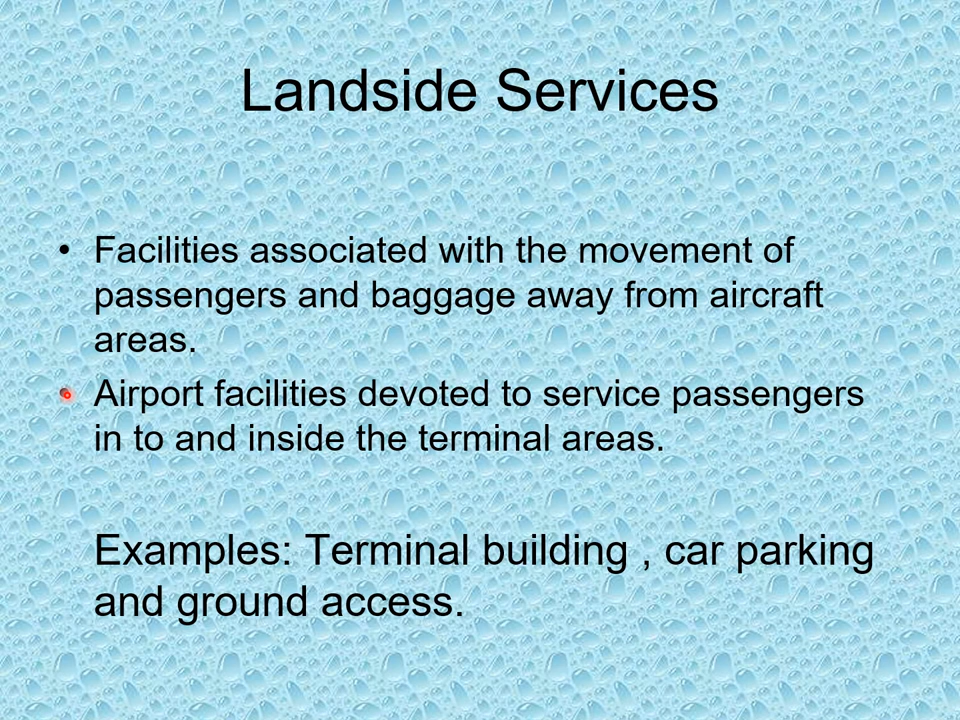 Landside Services
• Facilities associated with the movement of
passengers and baggage away from aircraft
areas.
• Airport facilities devoted to service passengers
in to and inside the terminal areas.
Examples: Terminal building , car parking
and ground access.